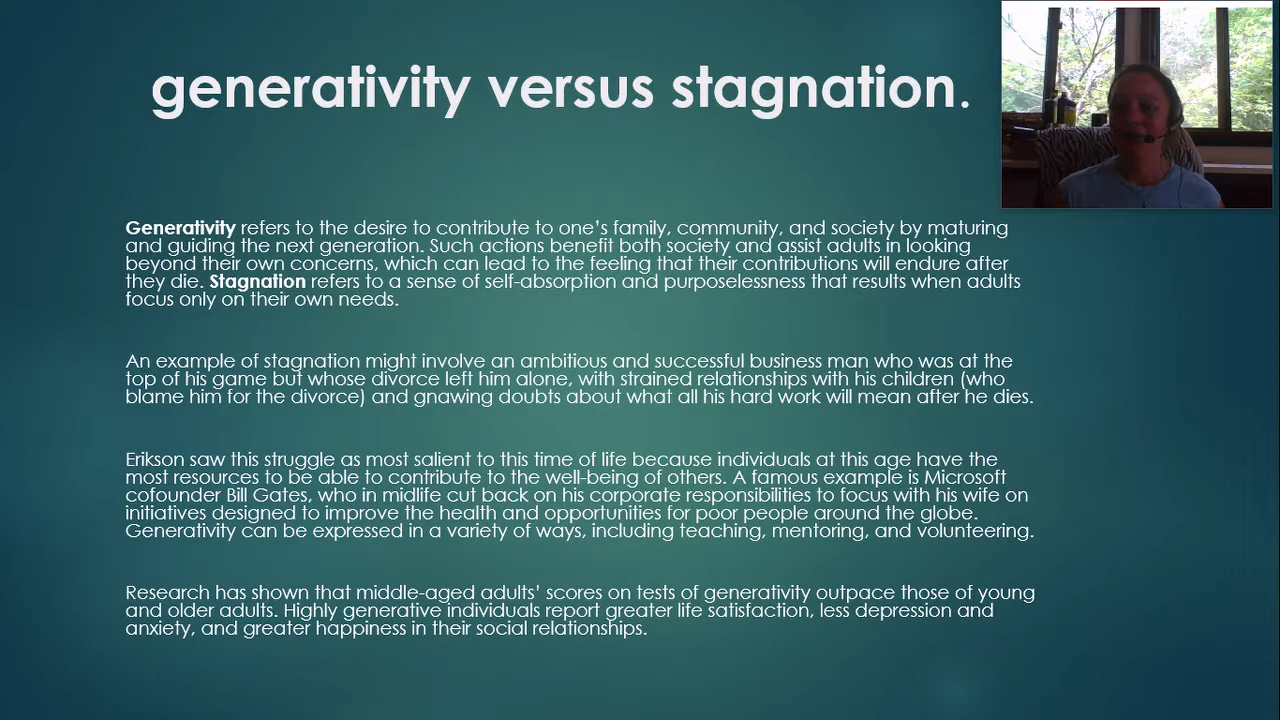 generativity versus stagnation.
Generativity refers to the desire to contribute to one’s family, community, and society by maturing
and guiding the next generation. Such actions benefit both society and assist adults in looking
beyond their own concerns, which can lead to the feeling that their contributions will endure after
they die. Stagnation refers to a sense of self-absorption and purposelessness that results when adults
focus only on their own needs.
An example of stagnation might involve an ambitious and successful business man who was at the
top of his game but whose divorce left him alone, with strained relationships with his children (who
blame him for the divorce) and gnawing doubts about what all his hard work will mean after he dies.
Erikson saw this struggle as most salient to this time of life because individuals at this age have the
most resources to be able to contribute to the well-being of others. A famous example is Microsoft
cofounder Bill Gates, who in midlife cut back on his corporate responsibilities to focus with his wife on
initiatives designed to improve the health and opportunities for poor people around the globe.
Generativity can be expressed in a variety of ways, including teaching, mentoring, and volunteering.
Research has shown that middle-aged adults’ scores on tests of generativity outpace those of young
and older adults. Highly generative individuals report greater life satisfaction, less depression and
anxiety, and greater happiness in their social relationships.